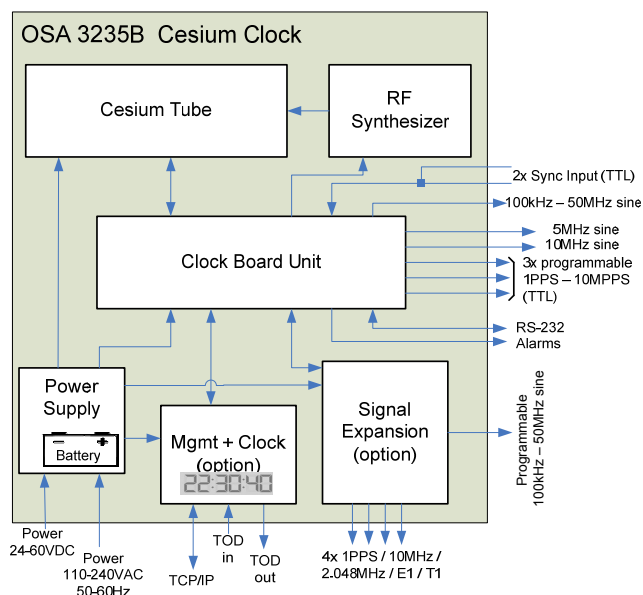 OSA 3235B Cesium Clock
Cesium Tube
RF
Synthesizer
2x Sync Input (TTL)
100kHz – 50MHz sine
5MHz sine
10MHz sine
Clock Board Unit
3x programmable
1PPS – 10MPPS
(TTL)
RS-232
Alarms
Power
Supply
Battery
Mgmt + Clock
(option)
22:30:40
Signal
Expansion
(option)
Programmable
100kHz – 50MHz sine
Power
24-60VDC
Power
110-240VAC
50-60Hz
TCP/IP
TOD
in
TOD
out
4x 1PPS / 10MHz /
2.048MHz / E1 / T1